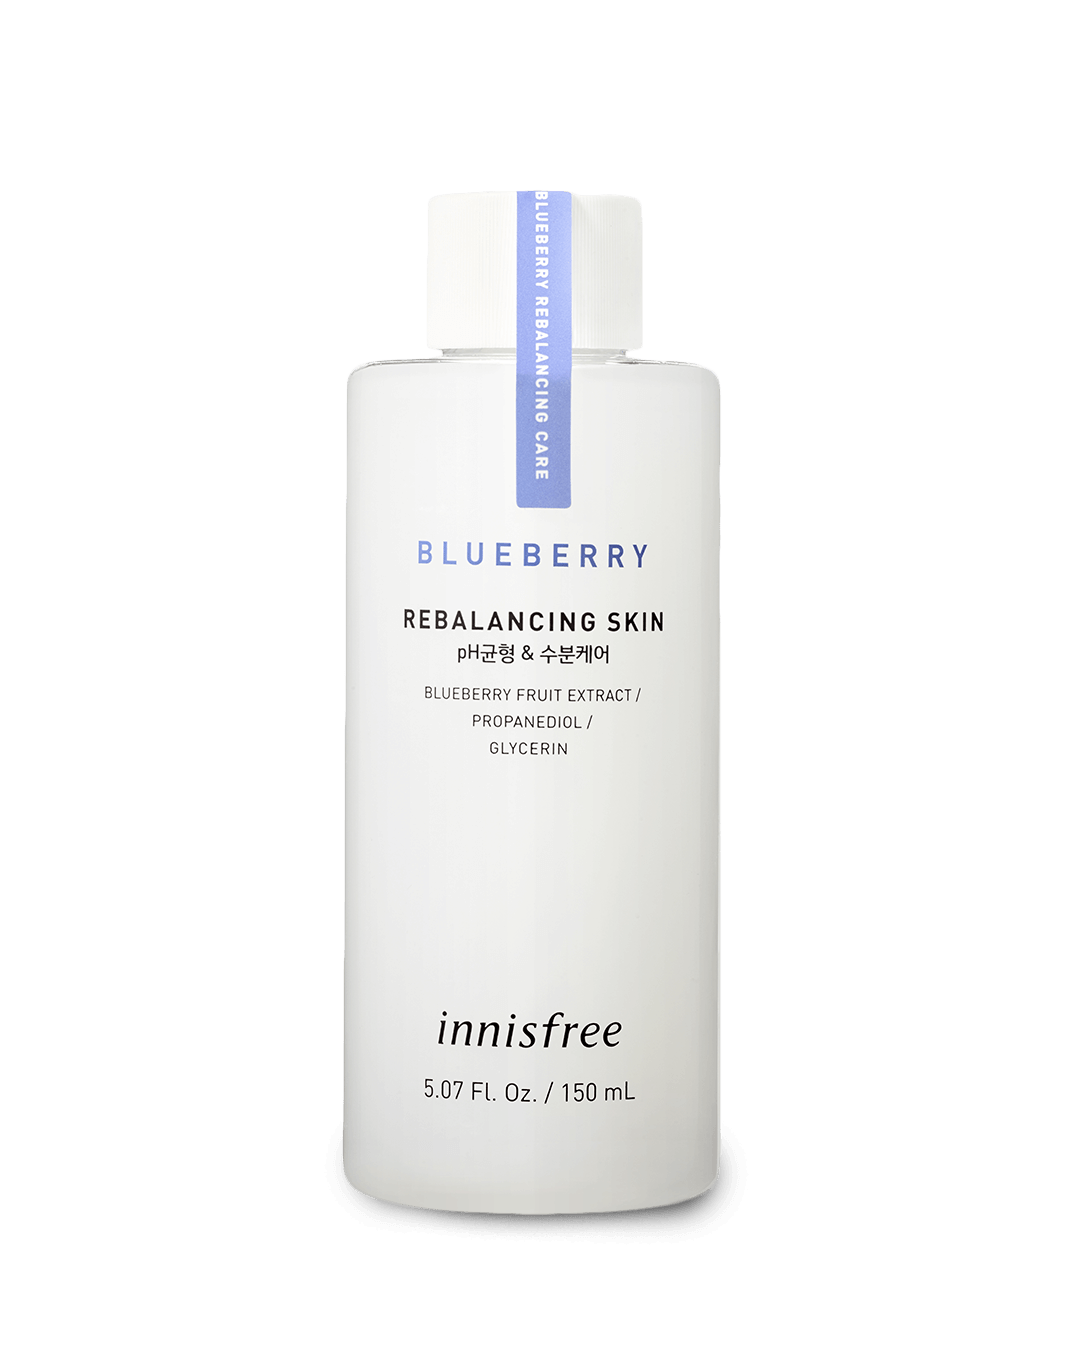 BLUEBERRY REBALANCING CARE
BLUEBERRY
REBALANCING SKIN
pH균형 & 수분케어
BLUEBERRY FRUIT EXTRACT /
PROPANEDIOL /
GLYCERIN
innisfree
5.07 Fl. Oz. / 150 mL